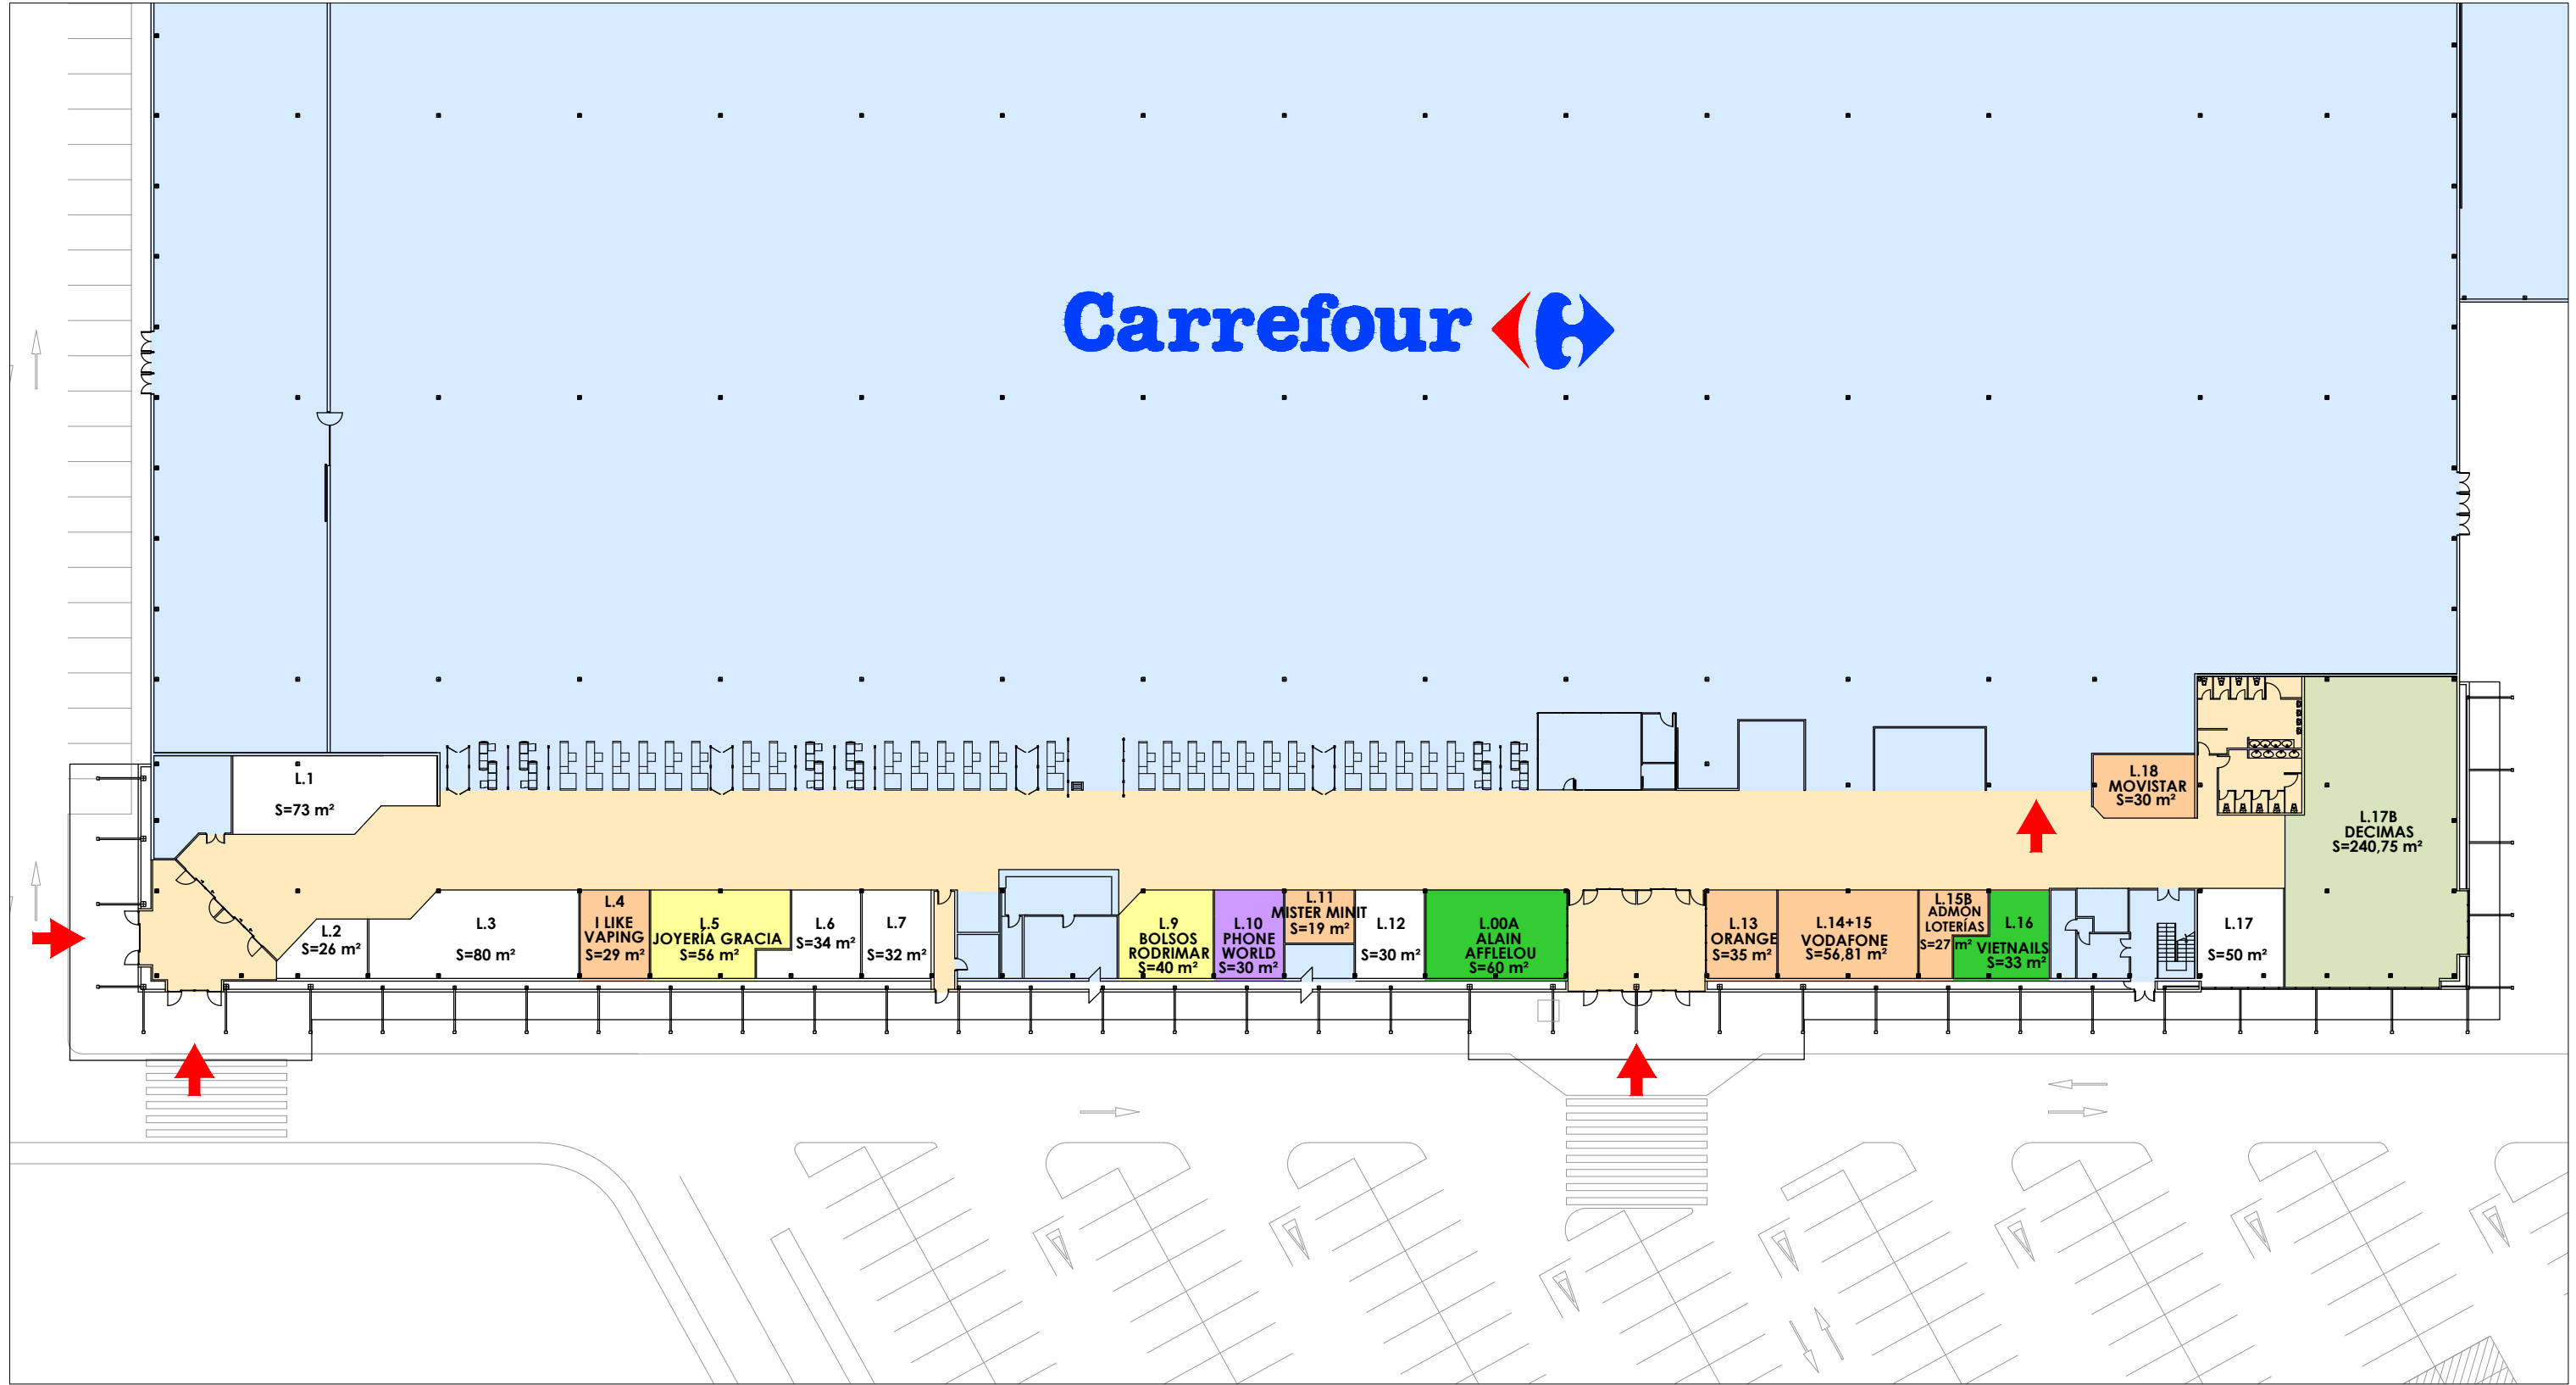 Carrefour
L.1
S=73 m²
L.18
MOVISTAR
S=30 m²
L.17B
DECIMAS
S=240,75 m²
L.2
S=26 m²
L.3
S=80 m²
L.4
I LIKE
VAPING
S=29 m²
L.5
JOYERÍA GRACIA
S=56 m²
L.6
S=34 m²
L.7
S=32 m²
L.9
BOLSOS
RODRIMAR
S=40 m²
L.10
PHONE
WORLD
S=30 m²
L.11
MISTER MINIT
S=19 m²
L.12
S=30 m²
L.00A
ALAIN
AFFLELOU
S=60 m²
L.13
ORANGE
S=35 m²
L.14+15
VODAFONE
S=56,81 m²
L.15B
ADMÓN
LOTERÍAS
S=27 m²
L.16
VIETNAILS
S=33 m²
L.17
S=50 m²